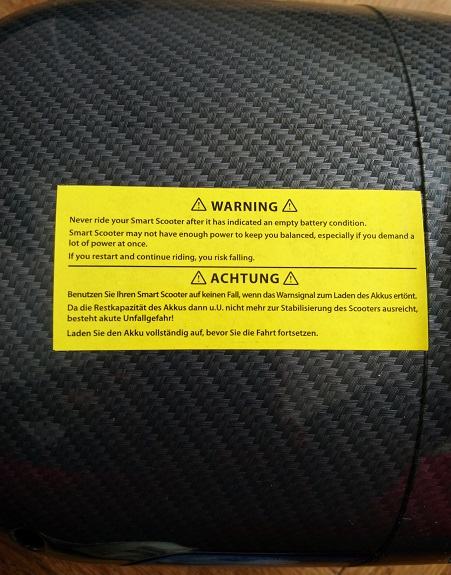 ⚠ WARNING ⚠
Never ride your Smart Scooter after it has indicated an empty battery condition.
Smart Scooter may not have enough power to keep you balanced, especially if you demand a
lot of power at once.
If you restart and continue riding, you risk falling.
⚠ ACHTUNG ⚠
Benutzen Sie Ihren Smart Scooter auf keinen Fall, wenn das Warnsignal zum Laden des Akkus ertönt.
Da die Restkapazität des Akkus dann u.U. nicht mehr zur Stabilisierung des Scooters ausreicht,
besteht akute Unfallgefahr!
Laden Sie den Akku vollständig auf, bevor Sie die Fahrt fortsetzen.